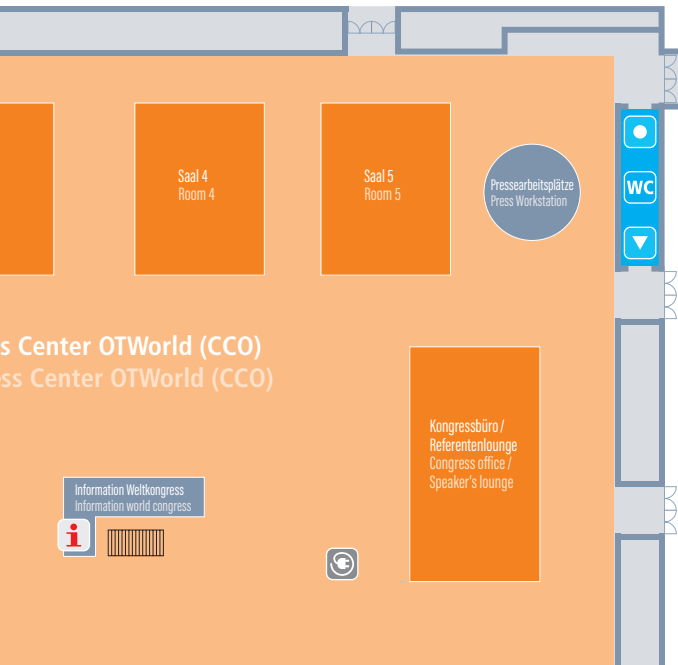 Saal 4
Room 4
Saal 5
Room 5
Pressearbeitsplätze
Press Workstation
WC
s Center OTWorld (CCO)
ess Center OTWorld (CCO)
Kongressbüro /
Referentenlounge
Congress office /
Speaker's lounge
Information Weltkongress
Information world congress
i